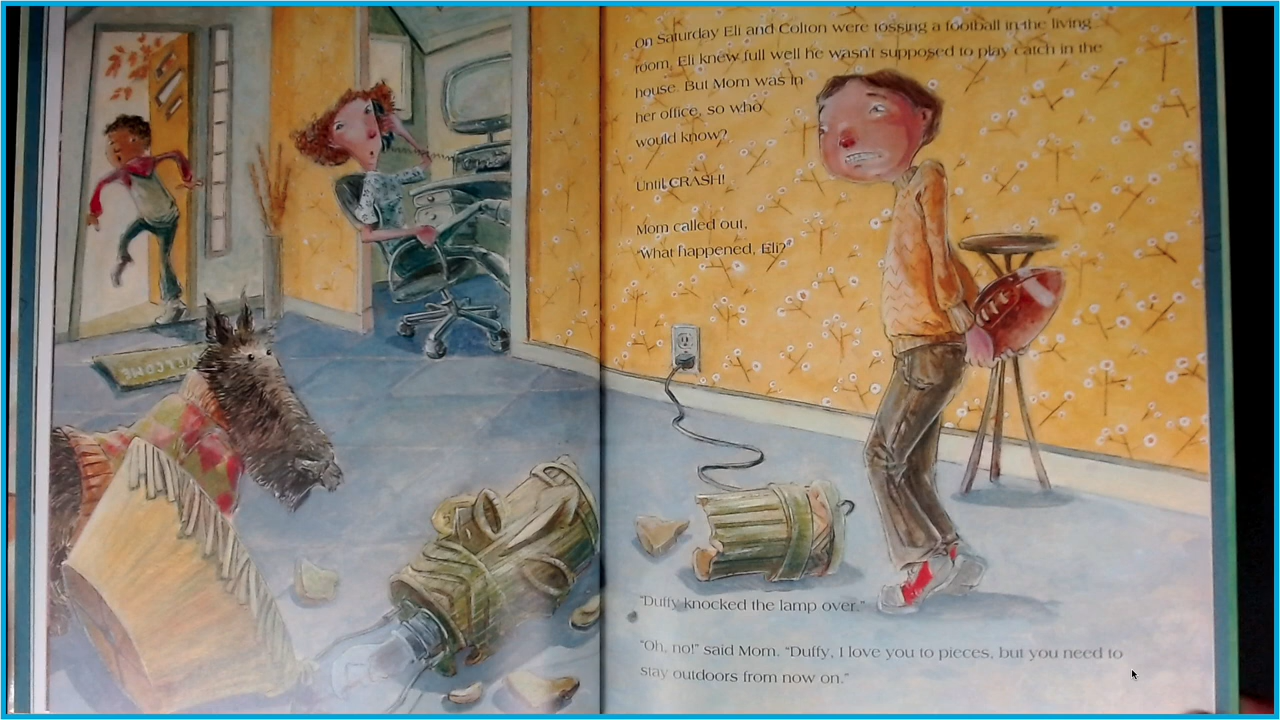 WELCOME
On Saturday Eli and Colton were tossing a football in the living
room. Eli knew full well he wasn't supposed to play catch in the
house. But Mom was in
her office, so who
would know?
Until CRASH!
Mom called out,
"What happened, Eli?"
"Duffy knocked the lamp over."
"Oh, no!" said Mom. "Duffy, I love you to pieces, but you need to
stay outdoors from now on."